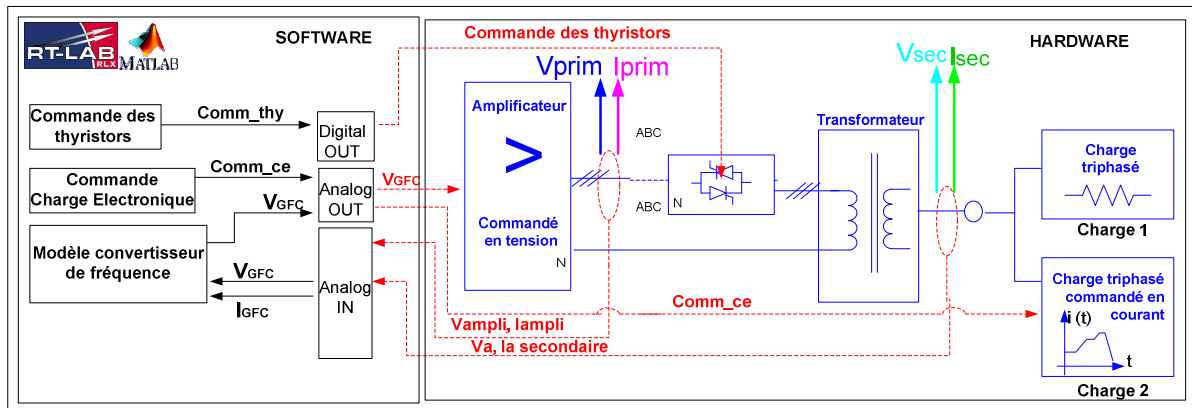 RT-LAB
RLX
MATLAB
SOFTWARE
Commande des
thyristors
Comm_thy
Digital
OUT
Commande
Charge Electronique
Comm_ce
Analog
OUT
VGFC
Modèle convertisseur
de fréquence
VGFC
IGFC
Analog
IN
HARDWARE
Commande des thyristors
VGFC
Amplificateur
>
Commandé
en tension
N
Vprim
Iprim
ABC
ABC
N
Transformateur
Vsec
Isec
Charge
triphasé
Charge 1
Comm_ce
Charge triphasé
commandé en
courant
i (t)
t
Charge 2
Vampli, Iampli
Va, Ia secondaire